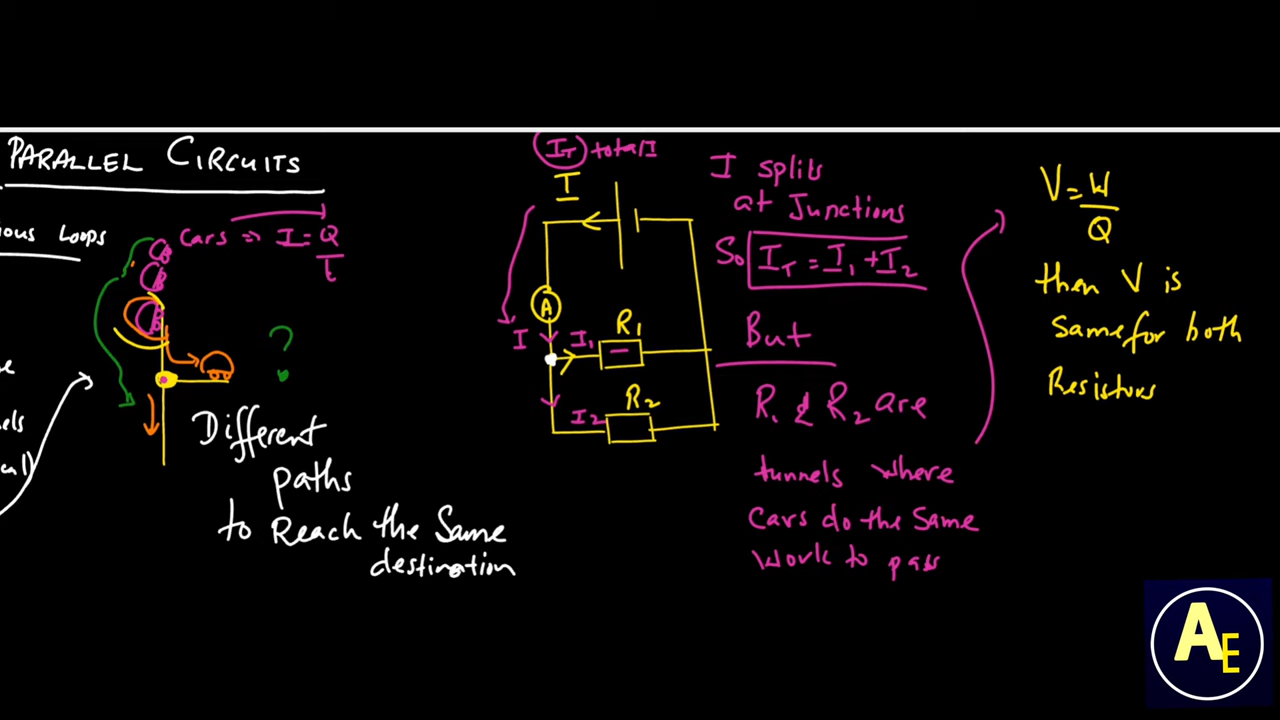 PARALLEL CIRCUITS
ious Loops
Cars => I = Q
t
?
Different
paths
to Reach the Same
destination
e
els
cal)
IT total I
I
A
I
I1
R1
I2
R2
I splits
at Junctions
So IT = I1 + I2
But
R1 & R2 are
tunnels where
Cars do the Same
Work to pass
V = W
Q
then V is
Same for both
Resistors
AE